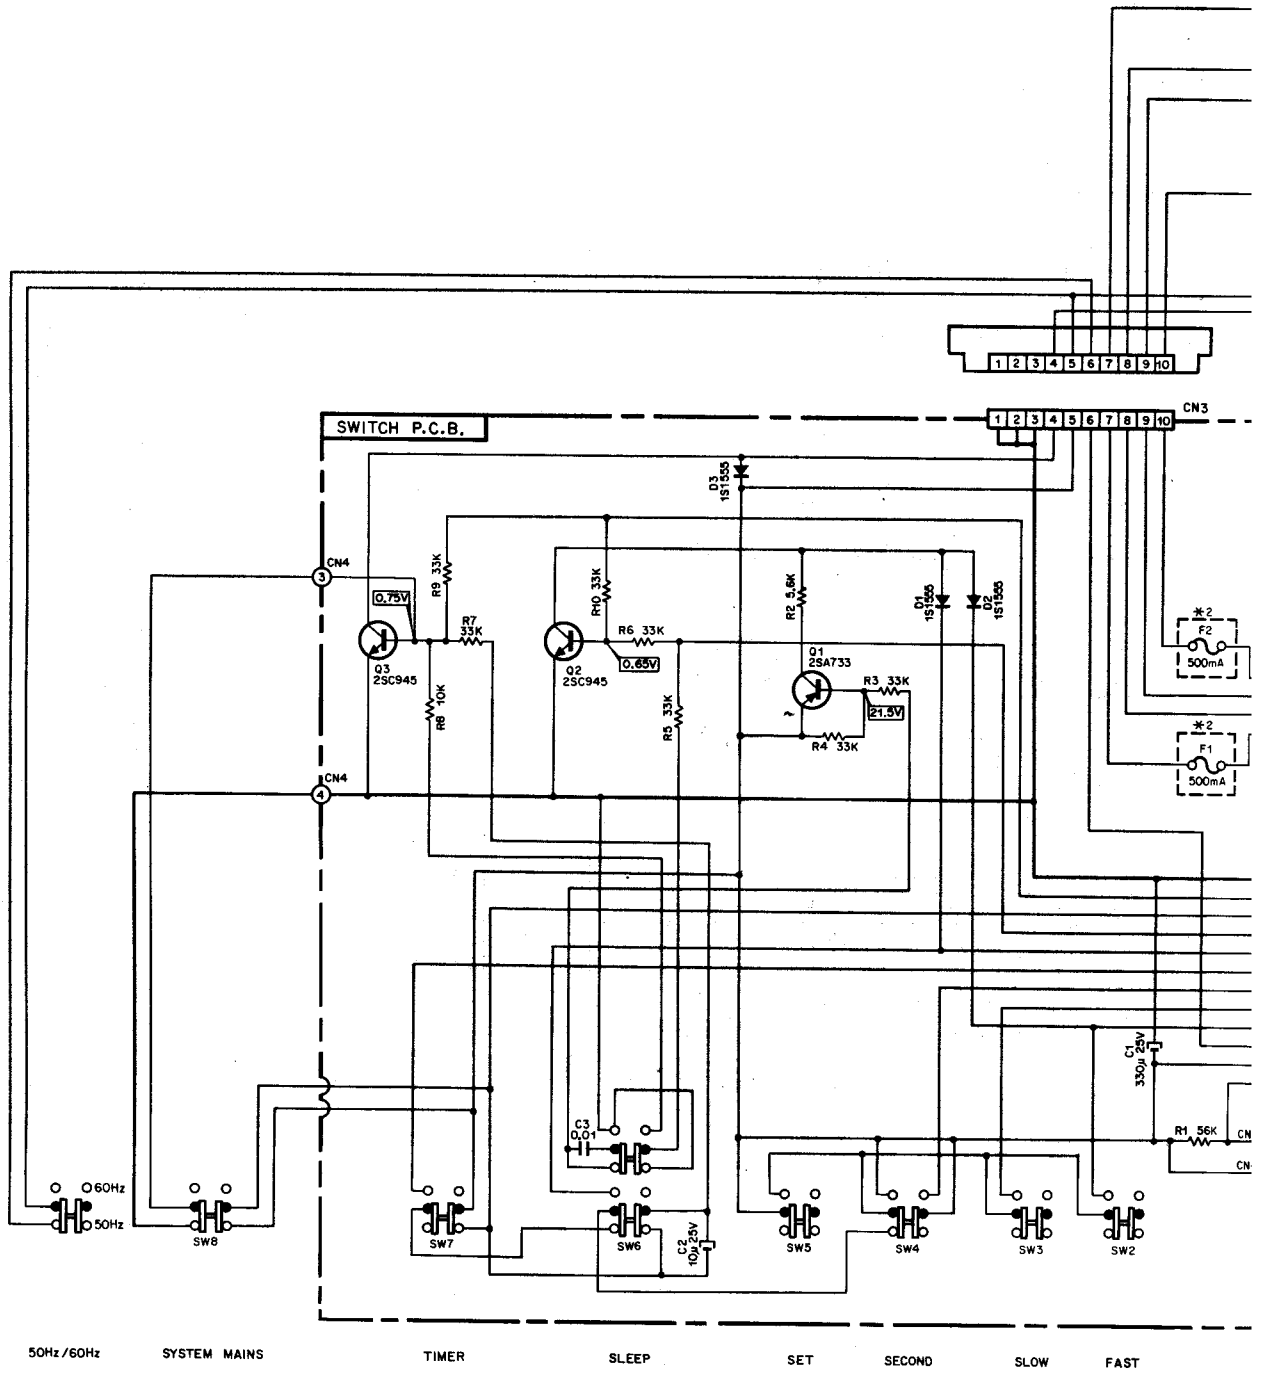 1 2 3 4 5 6 7 8 9 10
CN3
1 2 3 4 5 6 7 8 9 10
SWITCH P.C.B.
D3
1S1555
CN4
3
R9 33K
R10 33K
R2 5.6K
D1
1S1555
D2
1S1555
0.75V
R7
33K
R6 33K
0.65V
Q3
2SC945
Q2
2SC945
Q1
2SA733
R3 33K
21.5V
R8 10K
R5 33K
R4 33K
*2
F2
500mA
*2
F1
500mA
CN4
4
C1
330µ 25V
C3
0.01
R1 56K
CN
CN
60Hz
50Hz
SW8
SW7
SW6
C2
10µ 25V
SW5
SW4
SW3
SW2
50Hz/60Hz
SYSTEM MAINS
TIMER
SLEEP
SET
SECOND
SLOW
FAST